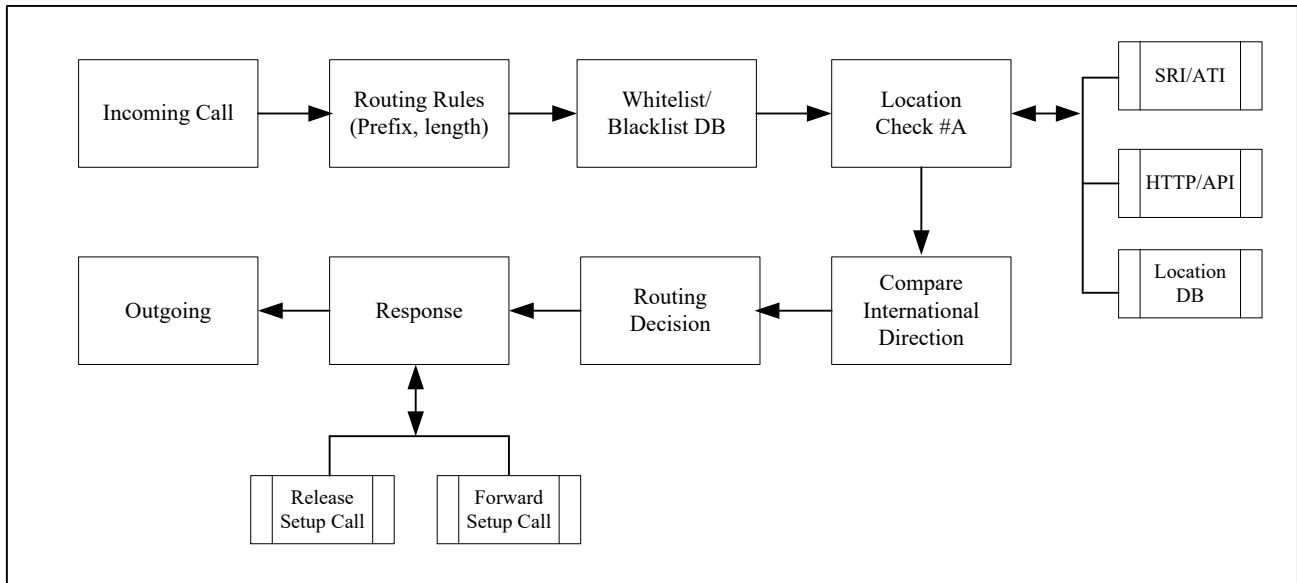 Incoming Call
Routing Rules
(Prefix, length)
Whitelist/
Blacklist DB
Location
Check #A
SRI/ATI
HTTP/API
Location
DB
Compare
International
Direction
Routing
Decision
Response
Outgoing
Release
Setup Call
Forward
Setup Call